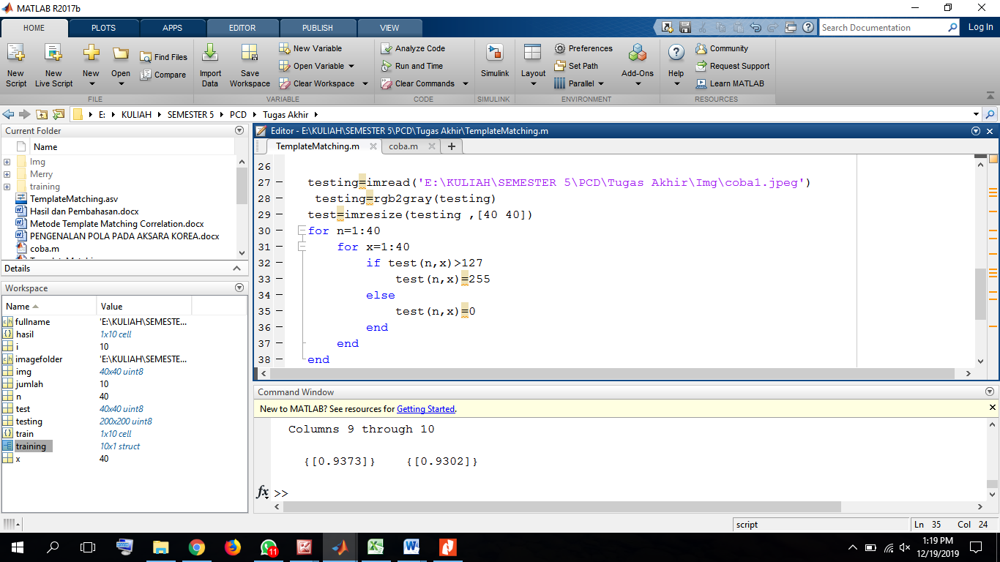 MATLAB R2017b
HOME PLOTS APPS EDITOR PUBLISH VIEW
Search Documentation
Log In
New Script
New Live Script
New
Open
Find Files
Compare
FILE
Import Data
Save Workspace
New Variable
Open Variable
Clear Workspace
VARIABLE
Analyze Code
Run and Time
Clear Commands
CODE
Simulink
SIMULINK
Layout
Preferences
Set Path
Parallel
Add-Ons
ENVIRONMENT
Help
Community
Request Support
Learn MATLAB
RESOURCES
E: KULIAH SEMESTER 5 PCD Tugas Akhir
Current Folder
Name
Img
Merry
training
TemplateMatching.asv
Hasil dan Pembahasan.docx
Metode Template Matching Correlation.docx
PENGENALAN POLA PADA AKSARA KOREA.docx
coba.m
Details
Workspace
Name Value
fullname 'E:\KULIAH\SEMESTE...
hasil 1x10 cell
i 10
imagefolder 'E:\KULIAH\SEMESTE...
img 40x40 uint8
jumlah 10
n 40
test 40x40 uint8
testing 200x200 uint8
train 1x10 cell
training 10x1 struct
x 40
Editor - E:\KULIAH\SEMESTER 5\PCD\Tugas Akhir\TemplateMatching.m
TemplateMatching.m coba.m
26
27 testing=imread('E:\KULIAH\SEMESTER 5\PCD\Tugas Akhir\Img\coba1.jpeg')
28 testing=rgb2gray(testing)
29 test=imresize(testing ,[40 40])
30 for n=1:40
31 for x=1:40
32 if test(n,x)>127
33 test(n,x)=255
34 else
35 test(n,x)=0
36 end
37 end
38 end
Command Window
New to MATLAB? See resources for Getting Started.
Columns 9 through 10
{[0.9373]} {[0.9302]}
fx >>
script
Ln 35 Col 24
11
1:19 PM
12/19/2019